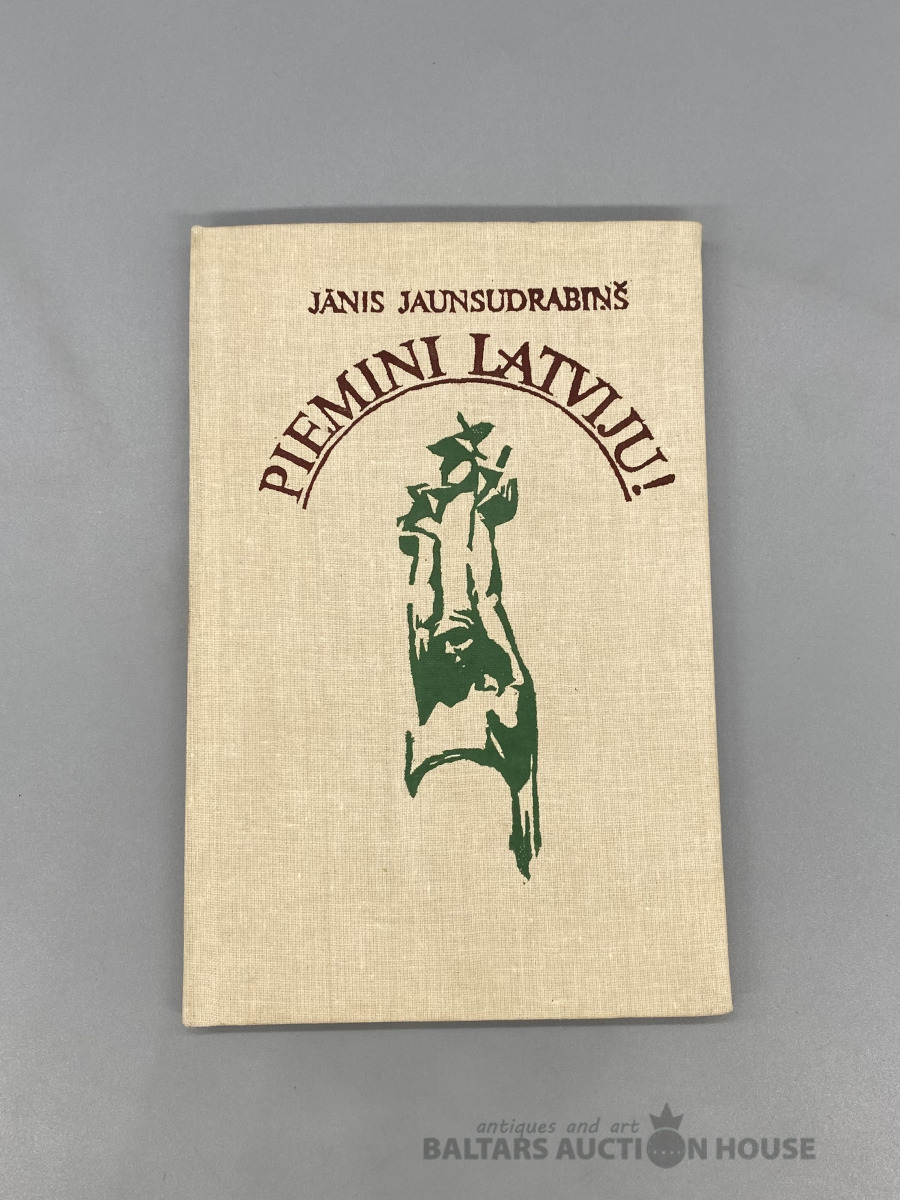 JĀNIS JAUNSUDRABIŅŠ
PIEMINI LATVIJU!
antiques and art
BALTARS AUCTION HOUSE